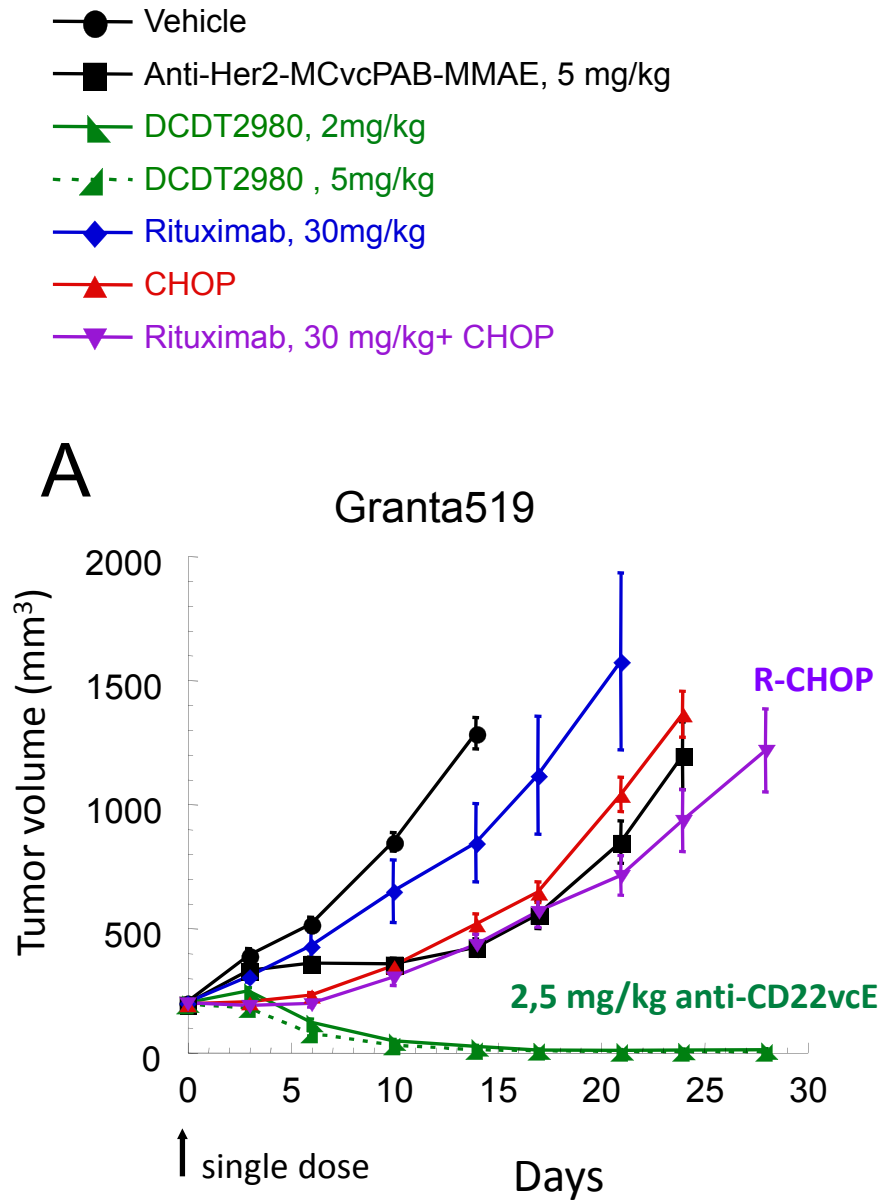 Vehicle
Anti-Her2-MCvcPAB-MMAE, 5 mg/kg
DCDT2980, 2mg/kg
DCDT2980 , 5mg/kg
Rituximab, 30mg/kg
CHOP
Rituximab, 30 mg/kg+ CHOP
A
Granta519
Tumor volume (mm³)
2000
1500
1000
500
0
R-CHOP
2,5 mg/kg anti-CD22vcE
0 5 10 15 20 25 30
single dose
Days